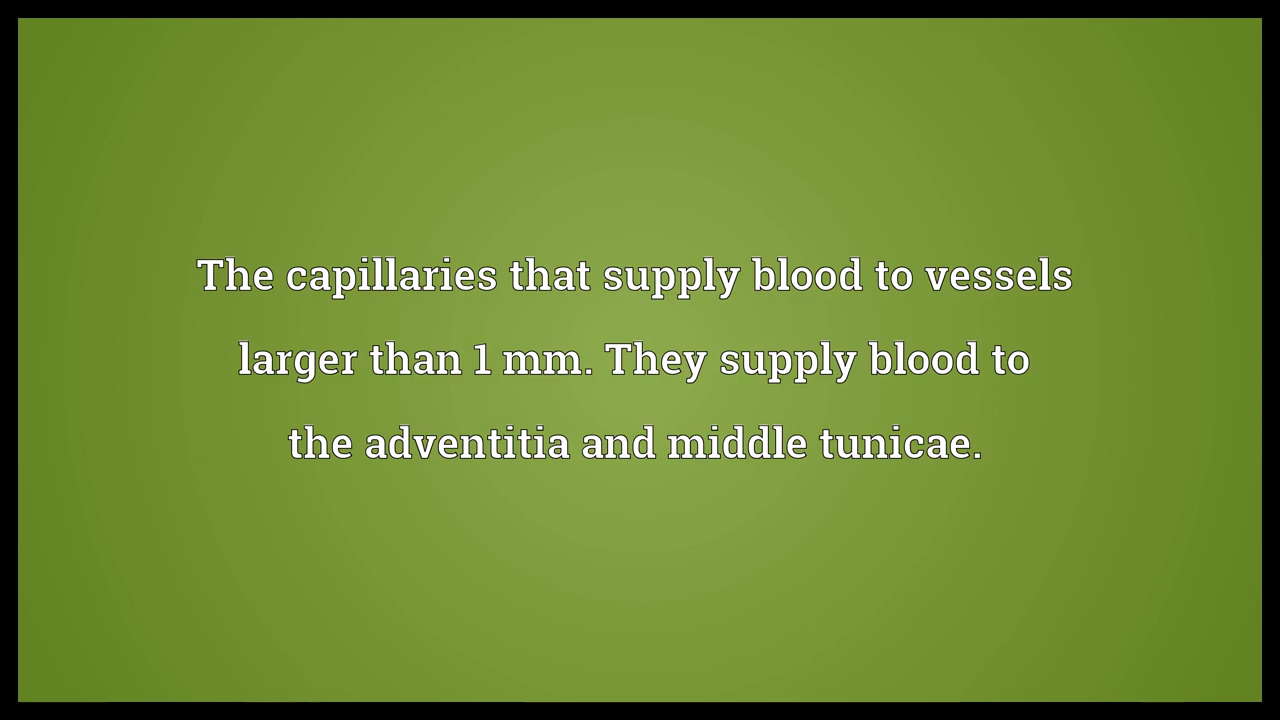 The capillaries that supply blood to vessels
larger than 1 mm. They supply blood to
the adventitia and middle tunicae.